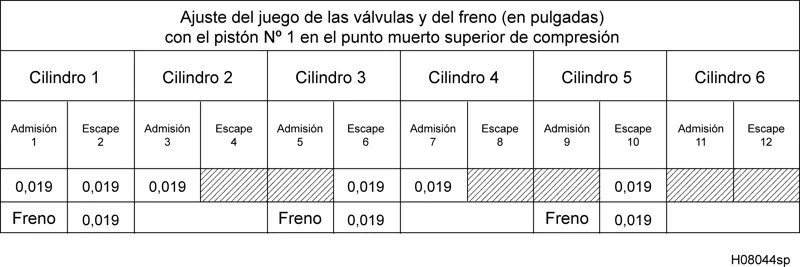 Ajuste del juego de las válvulas y del freno (en pulgadas)
con el pistón Nº 1 en el punto muerto superior de compresión
Cilindro 1 Cilindro 2 Cilindro 3 Cilindro 4 Cilindro 5 Cilindro 6
Admisión Escape Admisión Escape Admisión Escape Admisión Escape Admisión Escape Admisión Escape
1 2 3 4 5 6 7 8 9 10 11 12
0,019 0,019 0,019 0,019 0,019 0,019
Freno 0,019 Freno 0,019 Freno 0,019
H08044sp